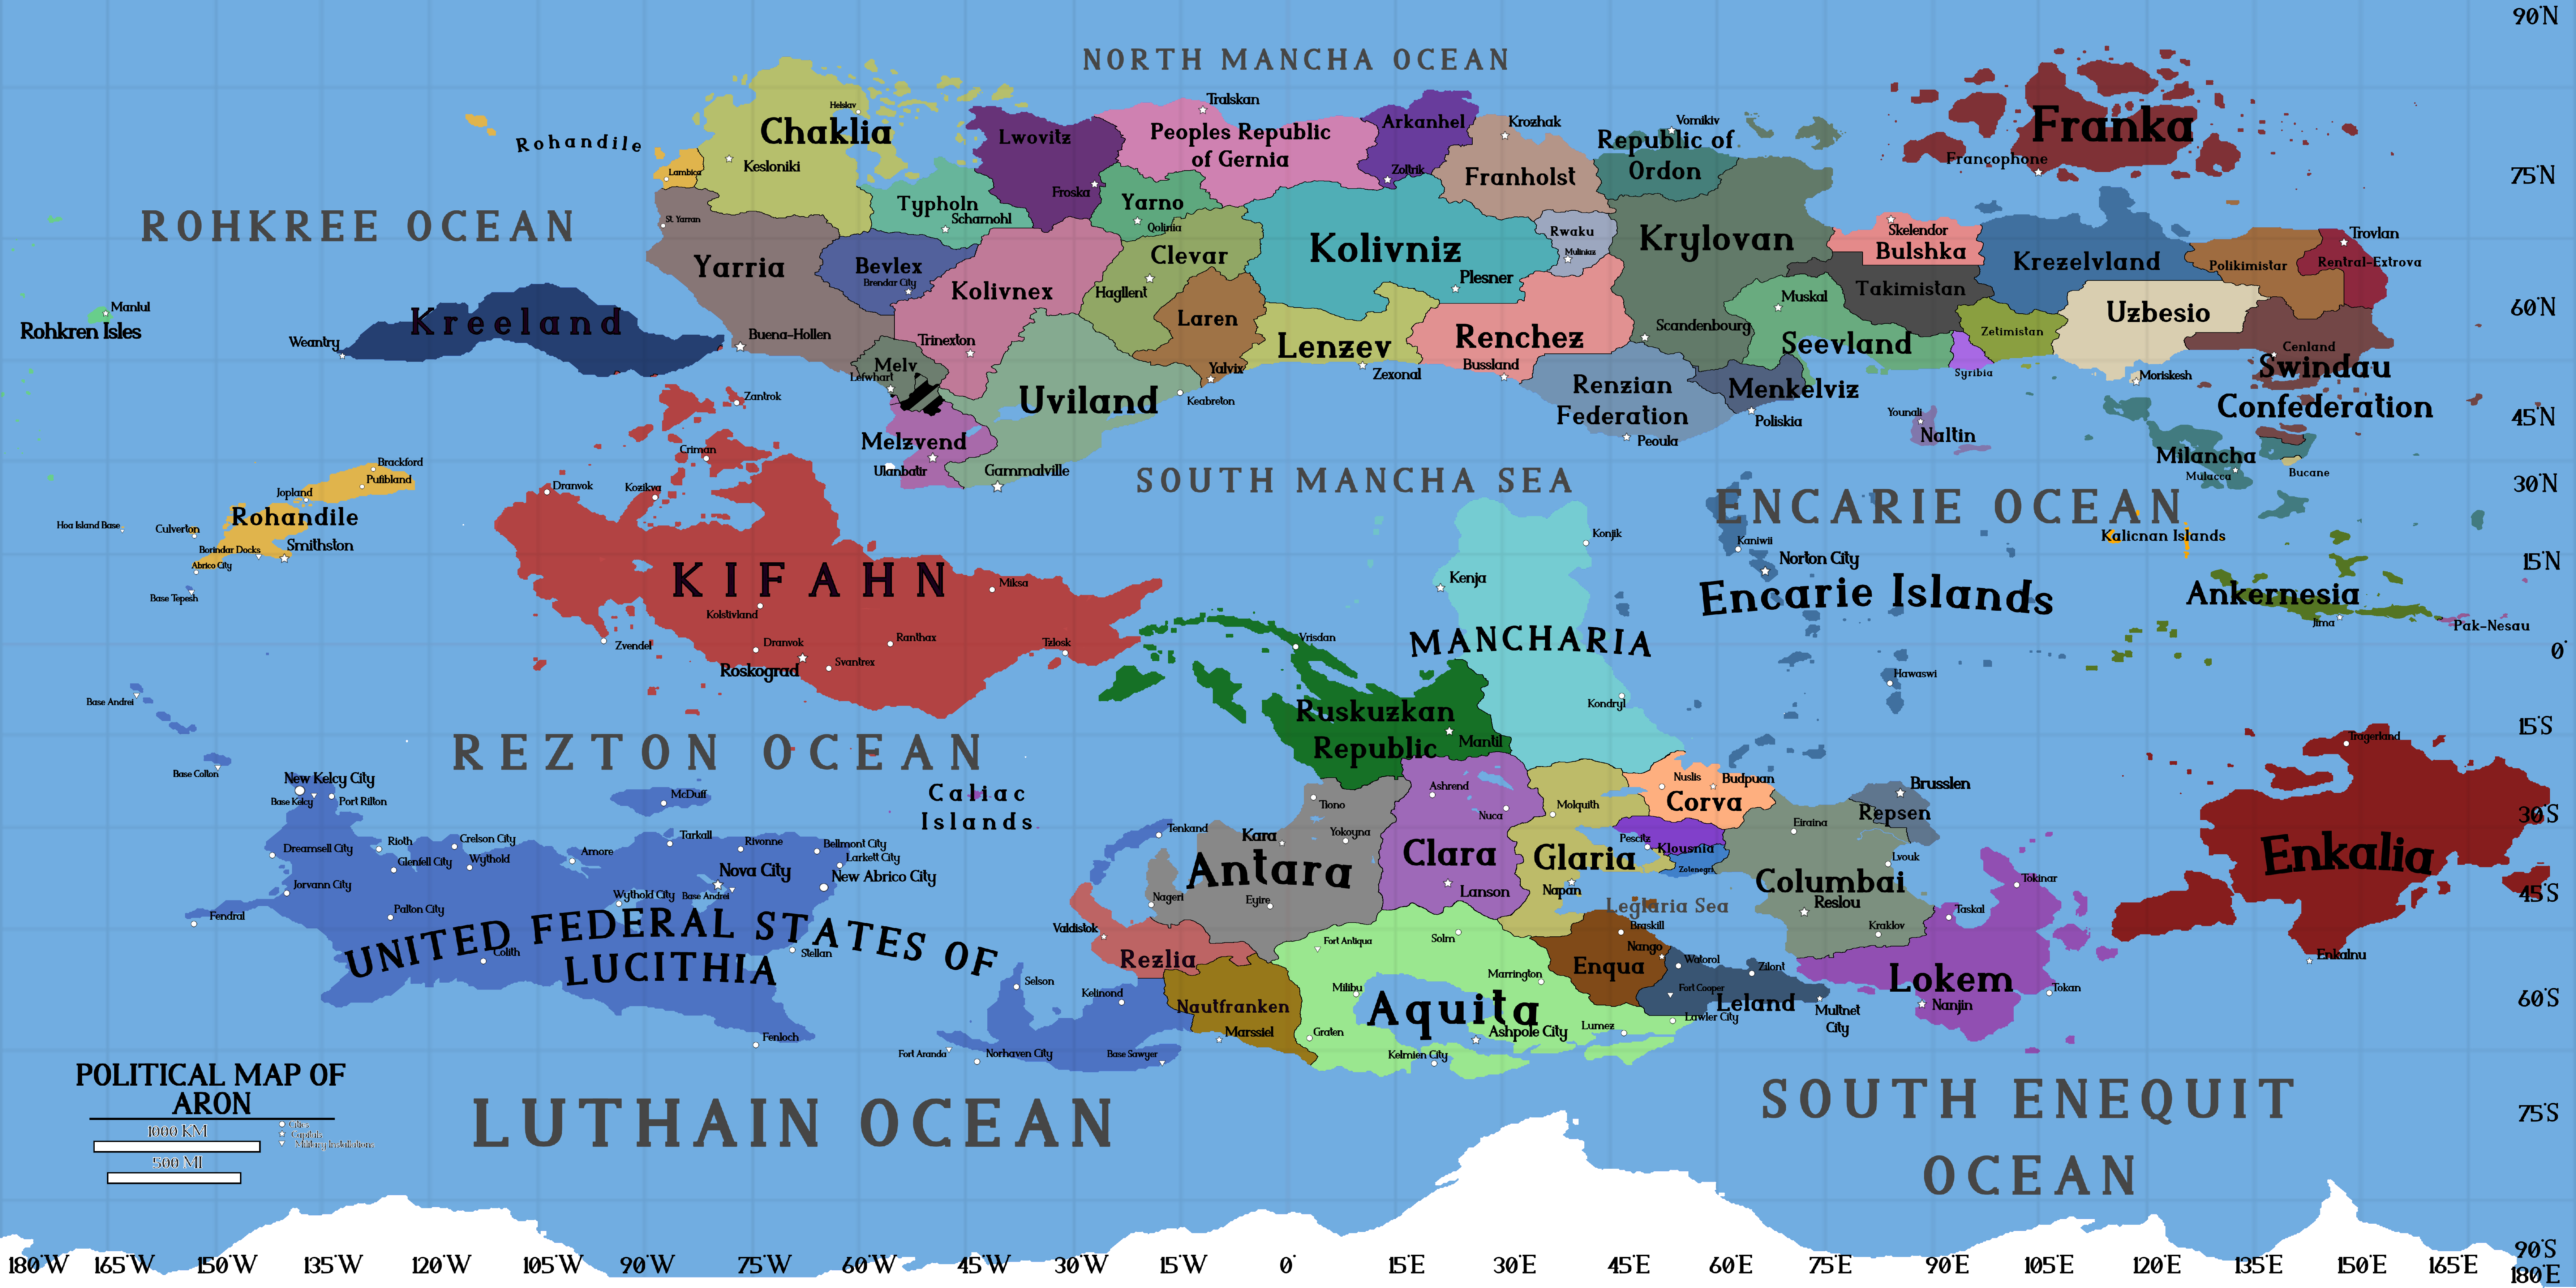 90°N
NORTH MANCHA OCEAN
Helslav
Chaklia
Kesloniki
Rohandile
Lambica
Lwovitz
Froska
Tralskan
Peoples Republic
of Gernia
Arkanhel
Zoltrik
Krozhak
Franholst
Vornikiv
Republic of
Ordon
Franka
Francophone
75°N
ROHKREE OCEAN
St. Yarran
Yarria
Typholn
Scharnohl
Yarno
Qolinia
Clevar
Hagllent
Kolivniz
Plesner
Rwaku
Muliniuz
Krylovan
Skelendor
Bulshka
Krezelvland
Polikimistar
Trovlan
Rentral-Extrova
Bevlex
Brendar City
Kolivnex
Trinexton
Laren
Yalvix
Takimistan
Muskal
Uzbesio
60°N
Manlul
Rohkren Isles
Kreeland
Weantry
Buena-Hollen
Melv
Lefwhart
Uviland
Keabreton
Lenzev
Zexonal
Renchez
Bussland
Scandenbourg
Seevland
Zetimistan
Syribia
Moriskesh
Cenland
Swindau
Confederation
Renzian
Federation
Peoula
Menkelviz
Poliskia
45°N
Zantrok
Criman
Melzvend
Ulanbatir
Gammalville
Younali
Naltin
Milancha
Mulacca
Bucane
SOUTH MANCHA SEA
ENCARIE OCEAN
30°N
Brackford
Pufibland
Jopland
Rohandile
Hoa Island Base
Culverton
Borindar Docks
Smithston
Abrico City
Base Tepesh
Dranvok
Kozikva
KIFAHN
Miksa
Kolstivland
Konjik
Kenja
Kaniwii
Norton City
Kalicnan Islands
15°N
Encarie Islands
Ankernesia
Jima
Pak-Nesau
Zvendel
Dranvok
Ranthax
Telosk
Roskograd
Svantrex
Vrisdan
MANCHARIA
0°
Base Andrei
Hawaswi
Kondryl
Ruskuzkan
Republic
Mantil
15°S
REZTON OCEAN
Base Colton
Tragerland
New Kelcy City
Base Kelcy
Port Rilton
McDuff
Caliac
Islands
Tiono
Ashrend
Nuca
Molquith
Nuslis
Budpuan
Corva
Brusslen
Repsen
30°S
Dreamsell City
Rioth
Crelson City
Glenfell City
Wythold
Amore
Tarkall
Rivonne
Bellmont City
Larkett City
Tenkand
Kara
Yokoyna
Antara
Clara
Lanson
Glaria
Napan
Pescitz
Klousnia
Zotenegri
Eiraina
Lvouk
Columbai
Reslou
Kraklov
Enkalia
Jorvann City
Nova City
Base Andrei
New Abrico City
Wythold City
Palton City
Fendral
Nageri
Eyire
Leglaria Sea
Tokinar
Taskal
45°S
UNITED FEDERAL STATES OF
LUCITHIA
Colith
Stellan
Valdislok
Rezlia
Fort Antiqua
Solm
Braskill
Nango
Enqua
Watorol
Zilont
Enkalnu
Selson
Kelinond
Nautfranken
Marssiel
Milibu
Marrington
Aquita
Ashpole City
Graten
Kelmien City
Lumez
Fort Cooper
Lawler City
Leland
Multnet
City
Lokem
Nanjin
Tokan
60°S
Fenloch
Fort Aranda
Norhaven City
Base Sawyer
POLITICAL MAP OF
ARON
1000 KM
500 MI
Cities
Capitals
Military Installations
LUTHAIN OCEAN
SOUTH ENEQUIT
OCEAN
75°S
90°S
180°W 165°W 150°W 135°W 120°W 105°W 90°W 75°W 60°W 45°W 30°W 15°W 0° 15°E 30°E 45°E 60°E 75°E 90°E 105°E 120°E 135°E 150°E 165°E 180°E